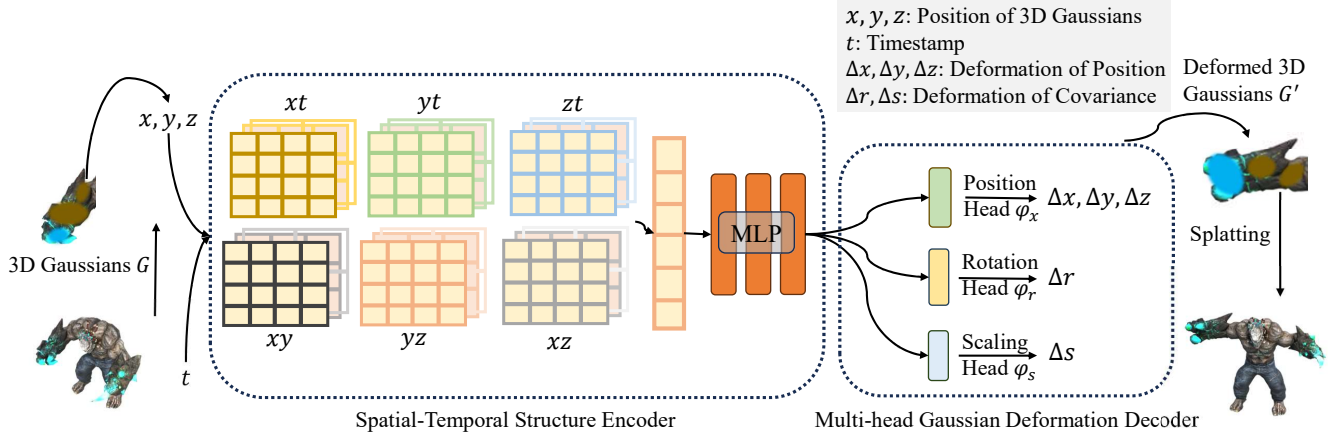 x, y, z: Position of 3D Gaussians
t: Timestamp
Δx, Δy, Δz: Deformation of Position
Δr, Δs: Deformation of Covariance
Deformed 3D
Gaussians G′
x, y, z
xt
yt
zt
3D Gaussians G
t
xy
yz
xz
MLP
Position
Head φx
Δx, Δy, Δz
Rotation
Head φr
Δr
Scaling
Head φs
Δs
Splatting
Spatial-Temporal Structure Encoder
Multi-head Gaussian Deformation Decoder